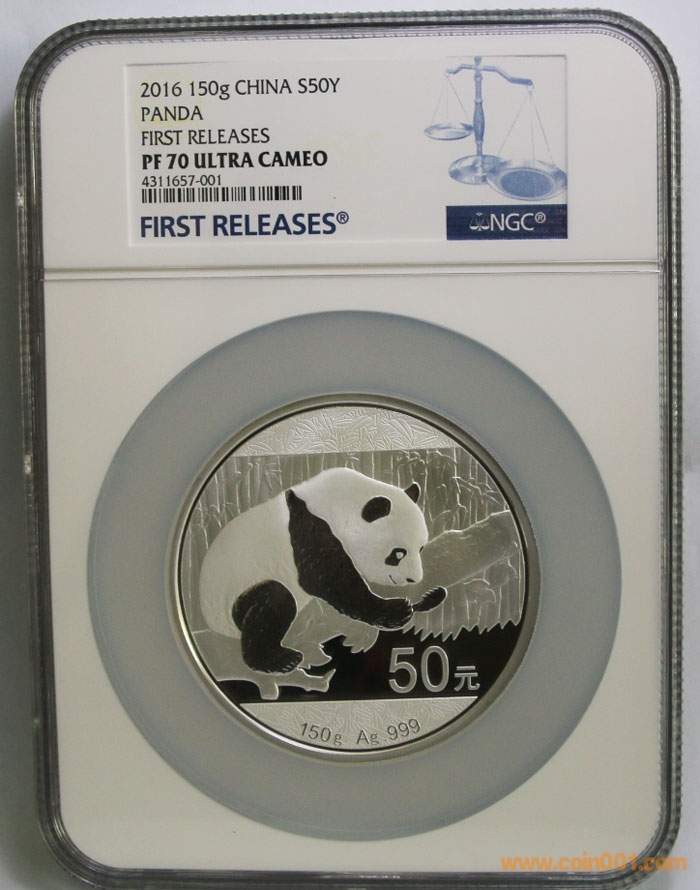 2016 150g CHINA S50Y
PANDA
FIRST RELEASES
PF 70 ULTRA CAMEO
4311657-001
FIRST RELEASES®
NGC®
50元
150g Ag.999
www.coin001.com